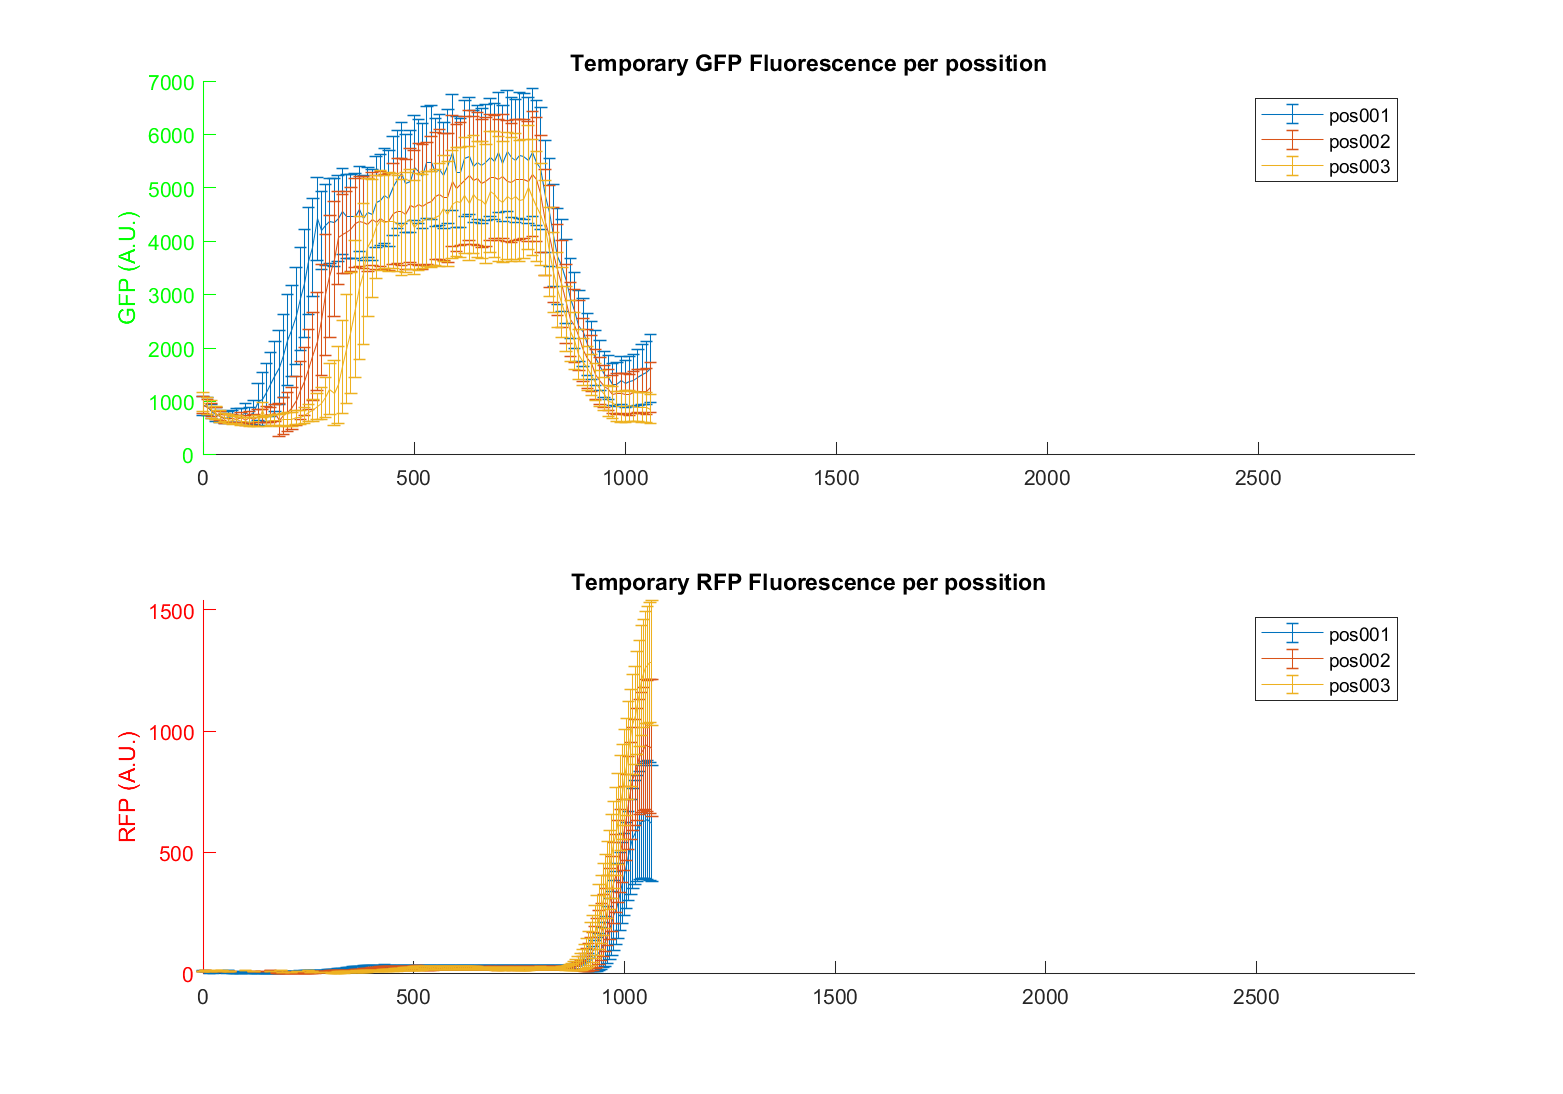 Temporary GFP Fluorescence per possition
7000
6000
5000
4000
3000
2000
1000
0
GFP (A.U.)
0 500 1000 1500 2000 2500
pos001
pos002
pos003
Temporary RFP Fluorescence per possition
1500
1000
500
0
RFP (A.U.)
0 500 1000 1500 2000 2500
pos001
pos002
pos003